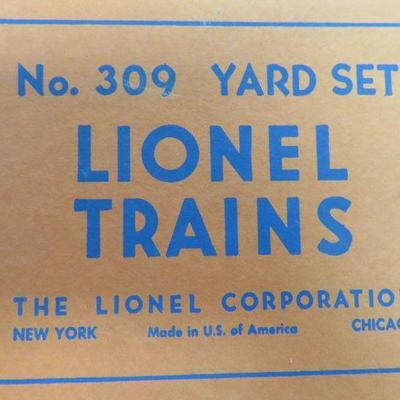 No. 309 YARD SET
LIONEL
TRAINS
THE LIONEL CORPORATIO
NEW YORK Made in U.S. of America CHICAG